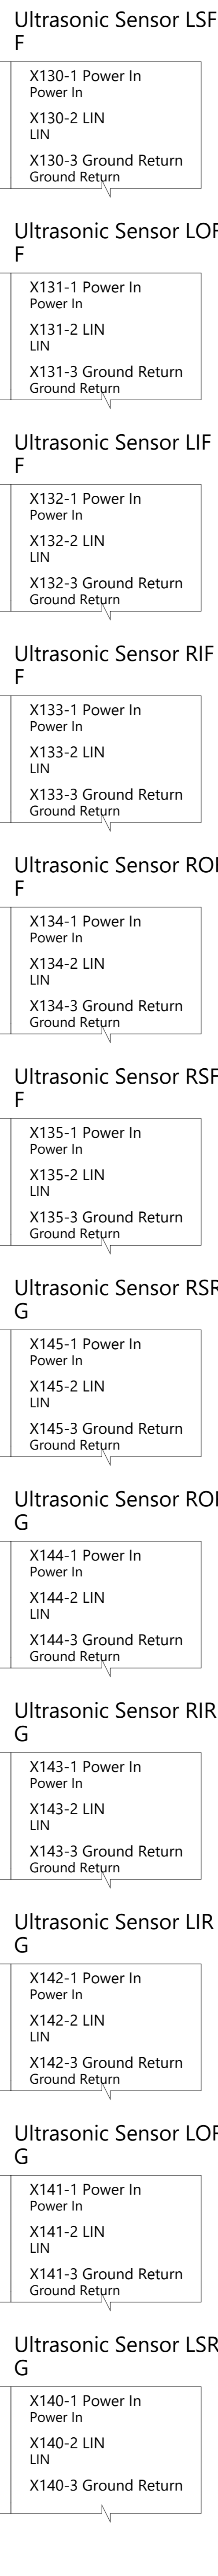 Ultrasonic Sensor LSF
F
X130-1 Power In
Power In
X130-2 LIN
LIN
X130-3 Ground Return
Ground Return
Ultrasonic Sensor LOF
F
X131-1 Power In
Power In
X131-2 LIN
LIN
X131-3 Ground Return
Ground Return
Ultrasonic Sensor LIF
F
X132-1 Power In
Power In
X132-2 LIN
LIN
X132-3 Ground Return
Ground Return
Ultrasonic Sensor RIF
F
X133-1 Power In
Power In
X133-2 LIN
LIN
X133-3 Ground Return
Ground Return
Ultrasonic Sensor
F
X134-1 Power In
Power In
X134-2 LIN
LIN
X134-3 Ground Return
Ground Return
Ultrasonic Sensor RSF
F
X135-1 Power In
Power In
X135-2 LIN
LIN
X135-3 Ground Return
Ground Return
Ultrasonic Sensor RSR
G
X145-1 Power In
Power In
X145-2 LIN
LIN
X145-3 Ground Return
Ground Return
Ultrasonic Sensor
G
X144-1 Power In
Power In
X144-2 LIN
LIN
X144-3 Ground Return
Ground Return
Ultrasonic Sensor RIR
G
X143-1 Power In
Power In
X143-2 LIN
LIN
X143-3 Ground Return
Ground Return
Ultrasonic Sensor LIR
G
X142-1 Power In
Power In
X142-2 LIN
LIN
X142-3 Ground Return
Ground Return
Ultrasonic Sensor
G
X141-1 Power In
Power In
X141-2 LIN
LIN
X141-3 Ground Return
Ground Return
Ultrasonic Sensor LSR
G
X140-1 Power In
Power In
X140-2 LIN
LIN
X140-3 Ground Return